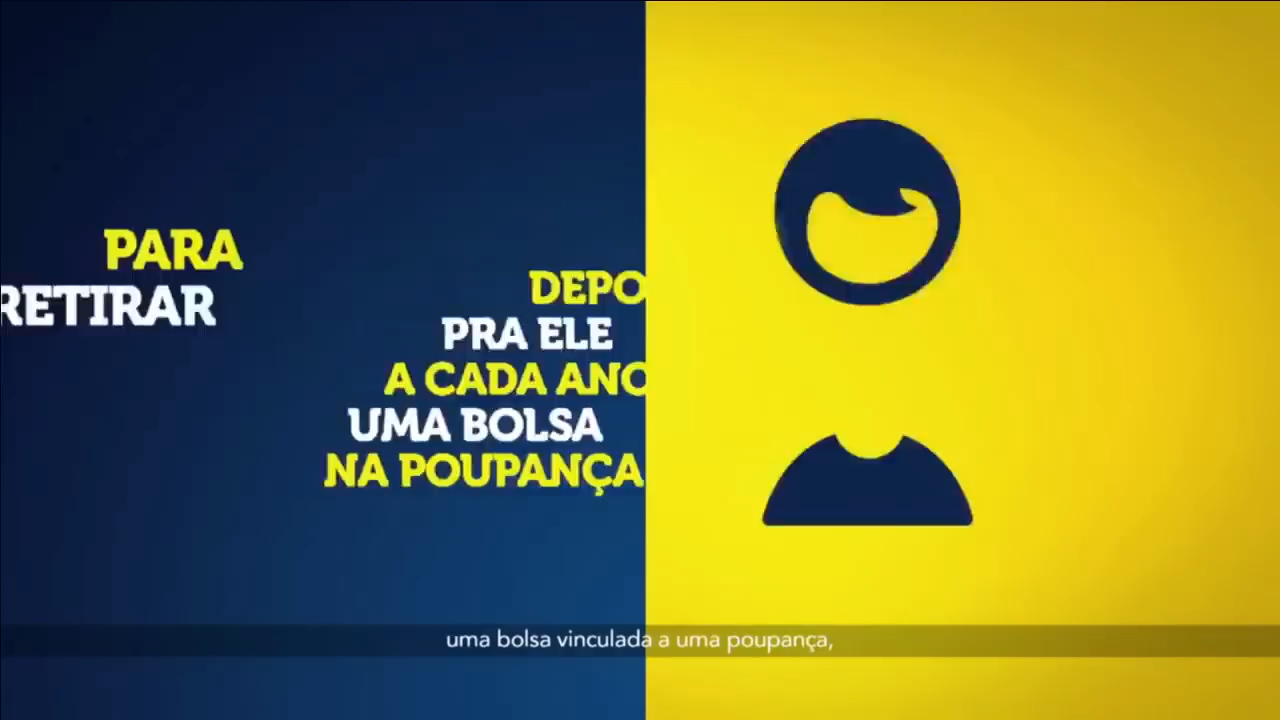 PARA
RETIRAR
DEPO
PRA ELE
A CADA ANO
UMA BOLSA
NA POUPANÇA
uma bolsa vinculada a uma poupança,